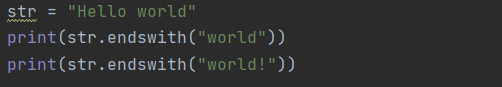 str = "Hello world"
print(str.endswith("world"))
print(str.endswith("world!"))